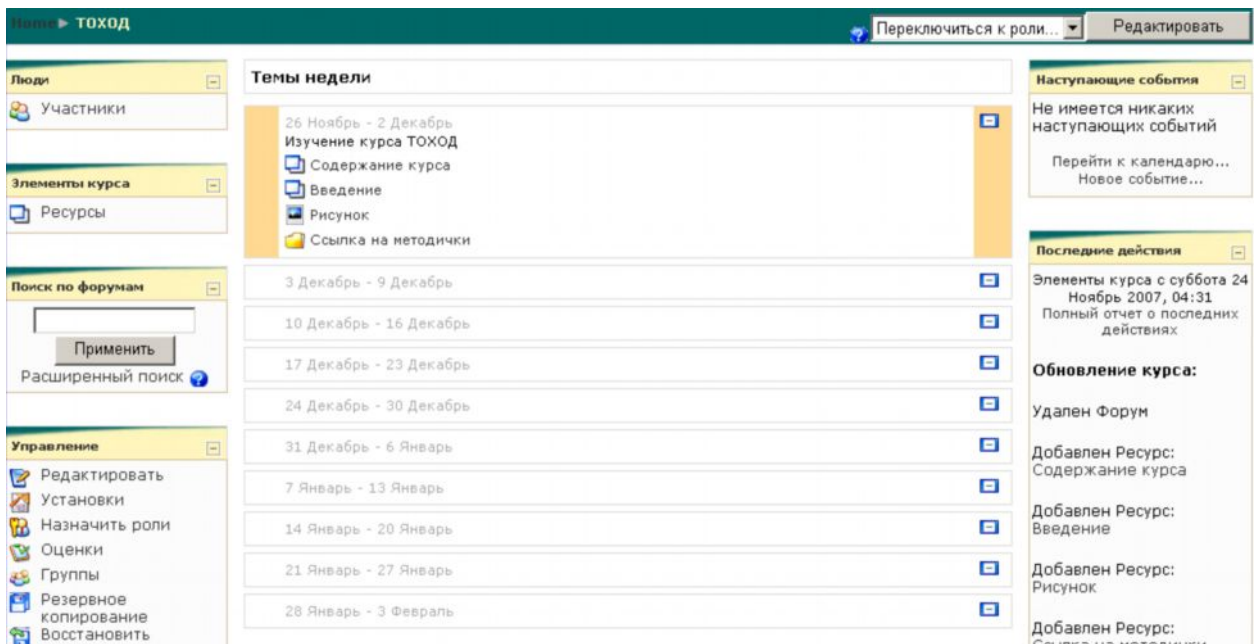 Home ► ТОХОД
Переключиться к роли...
Редактировать
Люди
Участники
Элементы курса
Ресурсы
Поиск по форумам
Применить
Расширенный поиск
Управление
Редактировать
Установки
Назначить роли
Оценки
Группы
Резервное
копирование
Восстановить
Темы недели
26 Ноябрь - 2 Декабрь
Изучение курса ТОХОД
Содержание курса
Введение
Рисунок
Ссылка на методички
3 Декабрь - 9 Декабрь
10 Декабрь - 16 Декабрь
17 Декабрь - 23 Декабрь
24 Декабрь - 30 Декабрь
31 Декабрь - 6 Январь
7 Январь - 13 Январь
14 Январь - 20 Январь
21 Январь - 27 Январь
28 Январь - 3 Февраль
Наступающие события
Не имеется никаких
наступающих событий
Перейти к календарю...
Новое событие...
Последние действия
Элементы курса с суббота 24
Ноябрь 2007, 04:31
Полный отчет о последних
действиях
Обновление курса:
Удален Форум
Добавлен Ресурс:
Содержание курса
Добавлен Ресурс:
Введение
Добавлен Ресурс:
Рисунок
Добавлен Ресурс:
Ссылка на методички